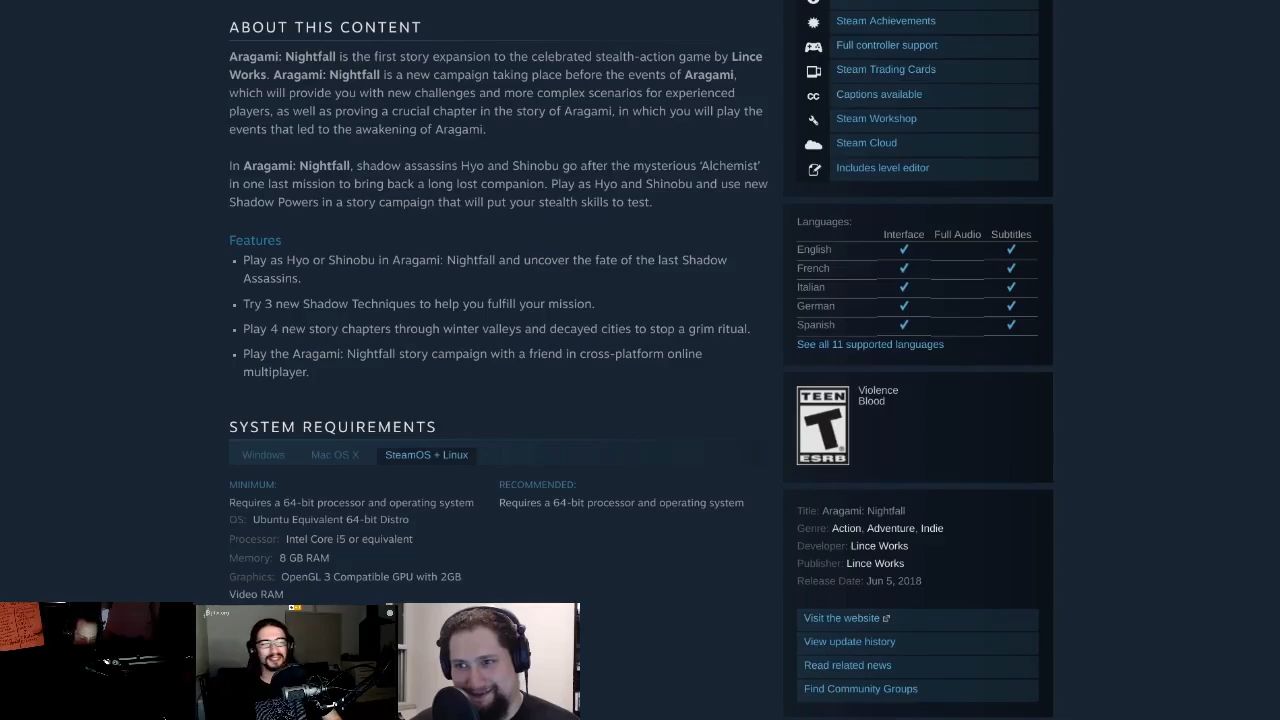 ABOUT THIS CONTENT
Aragami: Nightfall is the first story expansion to the celebrated stealth-action game by Lince
Works. Aragami: Nightfall is a new campaign taking place before the events of Aragami,
which will provide you with new challenges and more complex scenarios for experienced
players, as well as proving a crucial chapter in the story of Aragami, in which you will play the
events that led to the awakening of Aragami.
In Aragami: Nightfall, shadow assassins Hyo and Shinobu go after the mysterious ‘Alchemist’
in one last mission to bring back a long lost companion. Play as Hyo and Shinobu and use new
Shadow Powers in a story campaign that will put your stealth skills to test.
Features
Play as Hyo or Shinobu in Aragami: Nightfall and uncover the fate of the last Shadow
Assassins.
Try 3 new Shadow Techniques to help you fulfill your mission.
Play 4 new story chapters through winter valleys and decayed cities to stop a grim ritual.
Play the Aragami: Nightfall story campaign with a friend in cross-platform online
multiplayer.
SYSTEM REQUIREMENTS
Windows Mac OS X SteamOS + Linux
MINIMUM:
Requires a 64-bit processor and operating system
OS: Ubuntu Equivalent 64-bit Distro
Processor: Intel Core i5 or equivalent
Memory: 8 GB RAM
Graphics: OpenGL 3 Compatible GPU with 2GB
Video RAM
RECOMMENDED:
Requires a 64-bit processor and operating system
Steam Achievements
Full controller support
Steam Trading Cards
CC Captions available
Steam Workshop
Steam Cloud
Includes level editor
Languages:
Interface Full Audio Subtitles
English
French
Italian
German
Spanish
See all 11 supported languages
TEEN
T
ESRB
Violence
Blood
Title: Aragami: Nightfall
Genre: Action, Adventure, Indie
Developer: Lince Works
Publisher: Lince Works
Release Date: Jun 5, 2018
Visit the website
View update history
Read related news
Find Community Groups